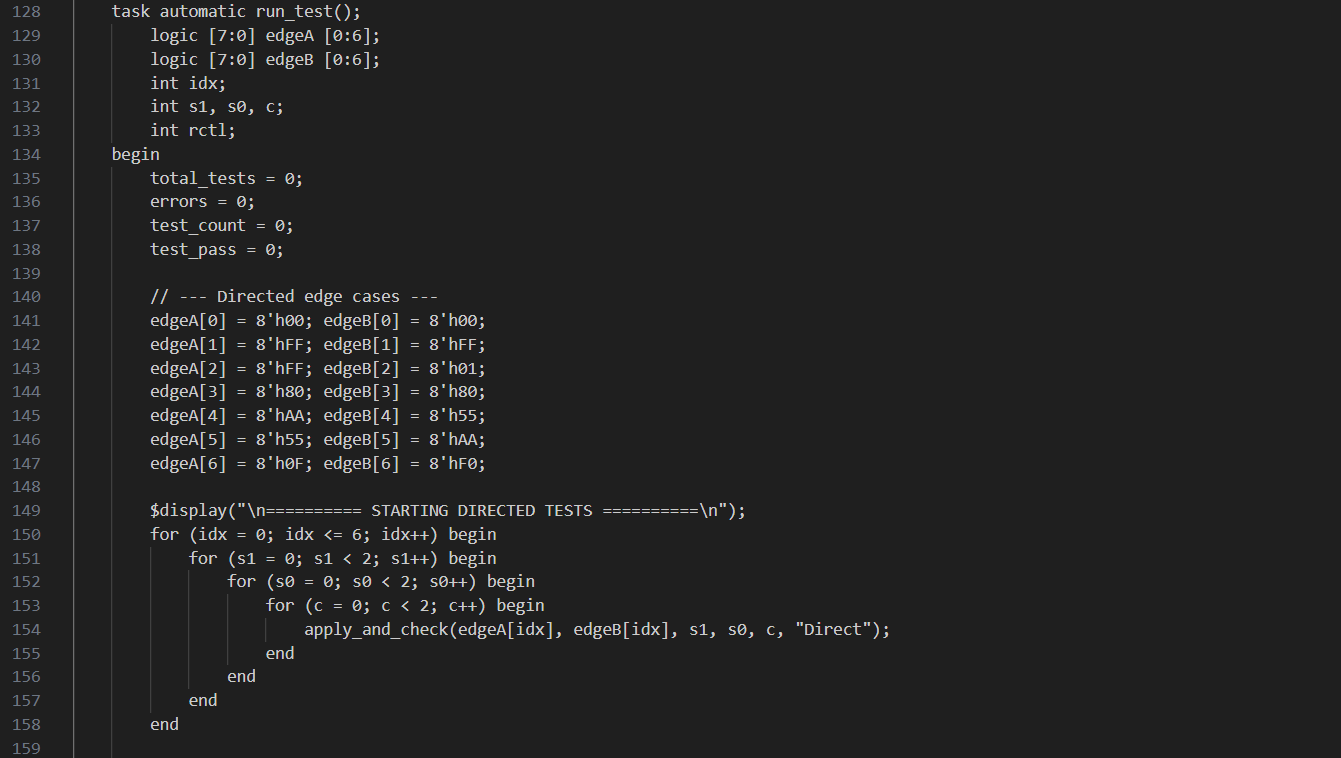 128 task automatic run_test();
129 logic [7:0] edgeA [0:6];
130 logic [7:0] edgeB [0:6];
131 int idx;
132 int s1, s0, c;
133 int rctl;
134 begin
135 total_tests = 0;
136 errors = 0;
137 test_count = 0;
138 test_pass = 0;
139
140 // --- Directed edge cases ---
141 edgeA[0] = 8'h00; edgeB[0] = 8'h00;
142 edgeA[1] = 8'hFF; edgeB[1] = 8'hFF;
143 edgeA[2] = 8'hFF; edgeB[2] = 8'h01;
144 edgeA[3] = 8'h80; edgeB[3] = 8'h80;
145 edgeA[4] = 8'hAA; edgeB[4] = 8'h55;
146 edgeA[5] = 8'h55; edgeB[5] = 8'hAA;
147 edgeA[6] = 8'h0F; edgeB[6] = 8'hF0;
148
149 $display("\n========== STARTING DIRECTED TESTS ==========\n");
150 for (idx = 0; idx <= 6; idx++) begin
151 for (s1 = 0; s1 < 2; s1++) begin
152 for (s0 = 0; s0 < 2; s0++) begin
153 for (c = 0; c < 2; c++) begin
154 apply_and_check(edgeA[idx], edgeB[idx], s1, s0, c, "Direct");
155 end
156 end
157 end
158 end
159